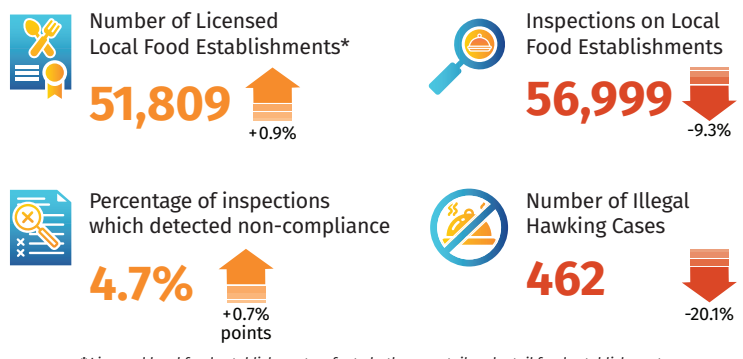 Number of Licensed
Local Food Establishments*
51,809
+0.9%
Inspections on Local
Food Establishments
56,999
-9.3%
Percentage of inspections
which detected non-compliance
4.7%
+0.7%
points
Number of Illegal
Hawking Cases
462
-20.1%